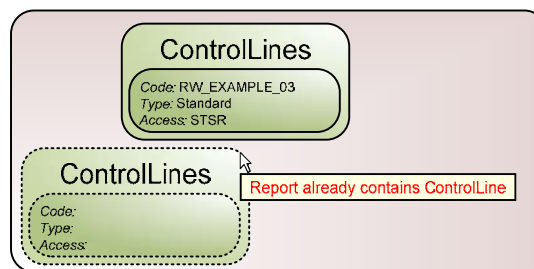 ControlLines
Code: RW_EXAMPLE_03
Type: Standard
Access: STSR
ControlLines
Report already contains ControlLine
Code:
Type:
Access: